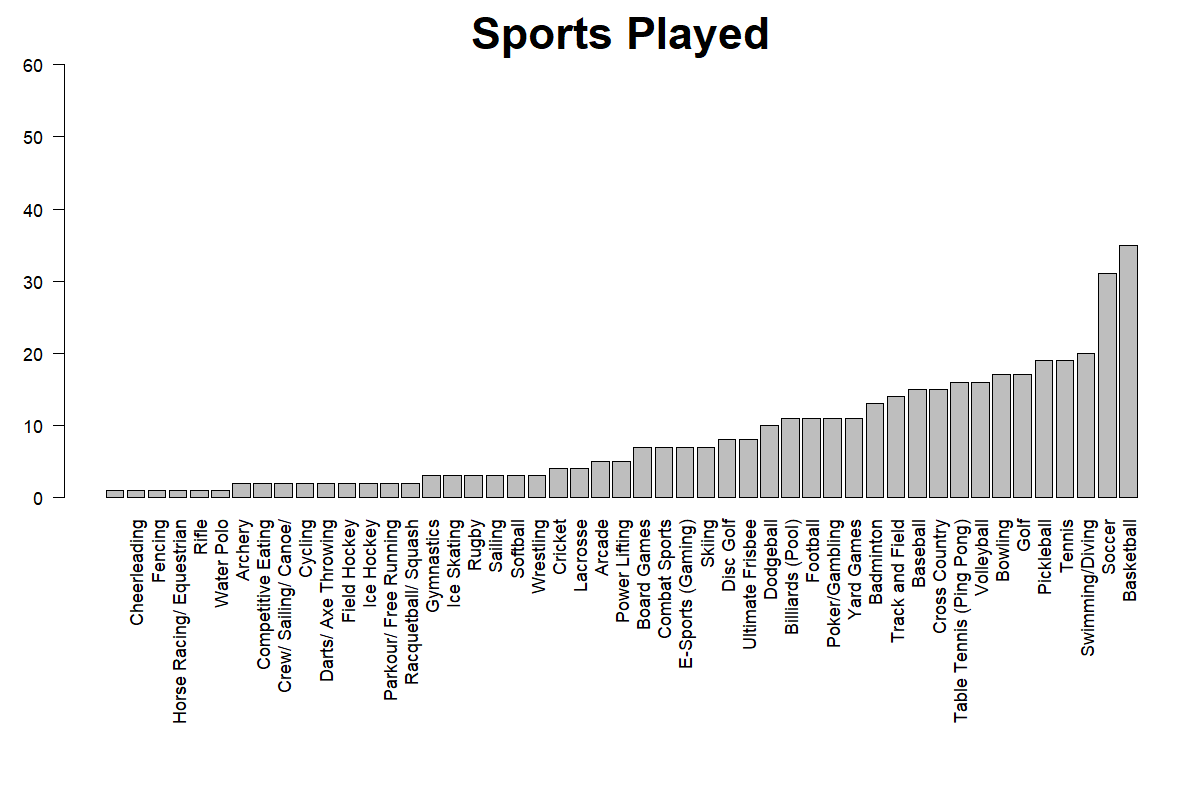 Sports Played
60
50
40
30
20
10
0
Cheerleading
Fencing
Horse Racing/ Equestrian
Rifle
Water Polo
Archery
Competitive Eating
Crew/ Sailing/ Canoe/
Cycling
Darts/ Axe Throwing
Field Hockey
Ice Hockey
Parkour/ Free Running
Racquetball/ Squash
Gymnastics
Ice Skating
Rugby
Sailing
Softball
Wrestling
Cricket
Lacrosse
Arcade
Power Lifting
Board Games
Combat Sports
E-Sports (Gaming)
Skiing
Disc Golf
Ultimate Frisbee
Dodgeball
Billiards (Pool)
Football
Poker/Gambling
Yard Games
Badminton
Track and Field
Baseball
Cross Country
Table Tennis (Ping Pong)
Volleyball
Bowling
Golf
Pickleball
Tennis
Swimming/Diving
Soccer
Basketball